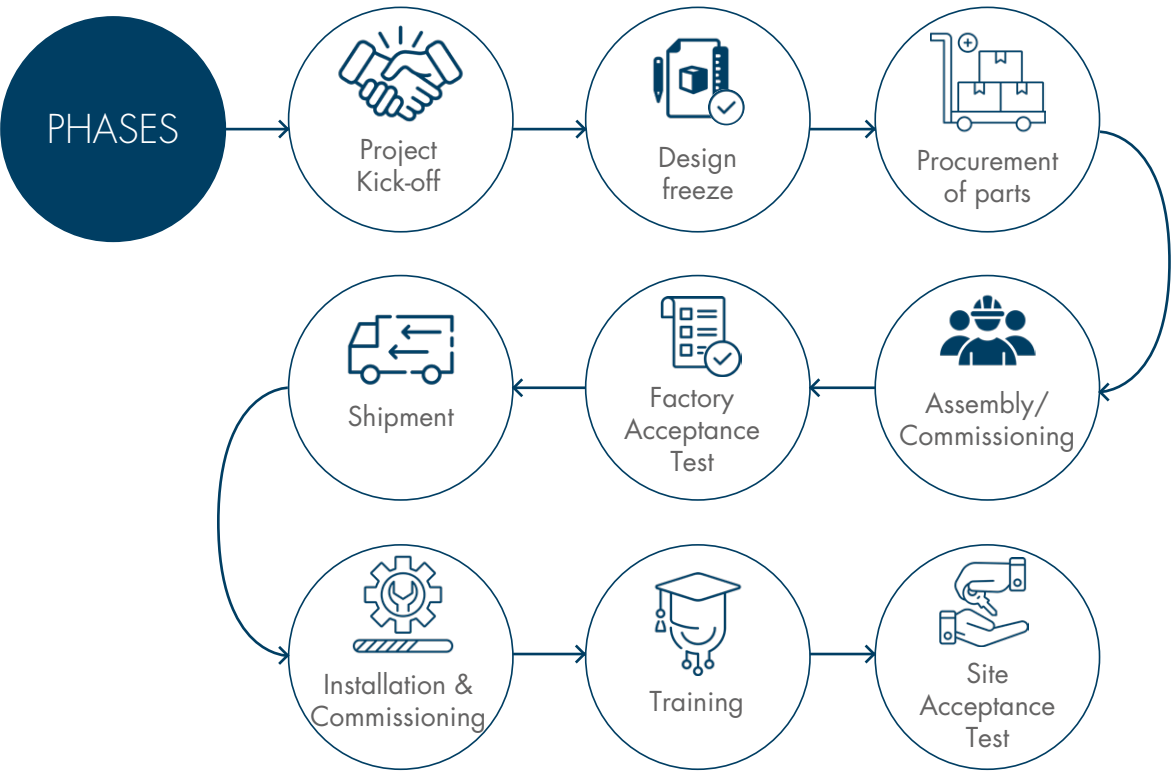 PHASES
Project
Kick-off
Design
freeze
Procurement
of parts
Assembly/
Commissioning
Factory
Acceptance
Test
Shipment
Installation &
Commissioning
Training
Site
Acceptance
Test